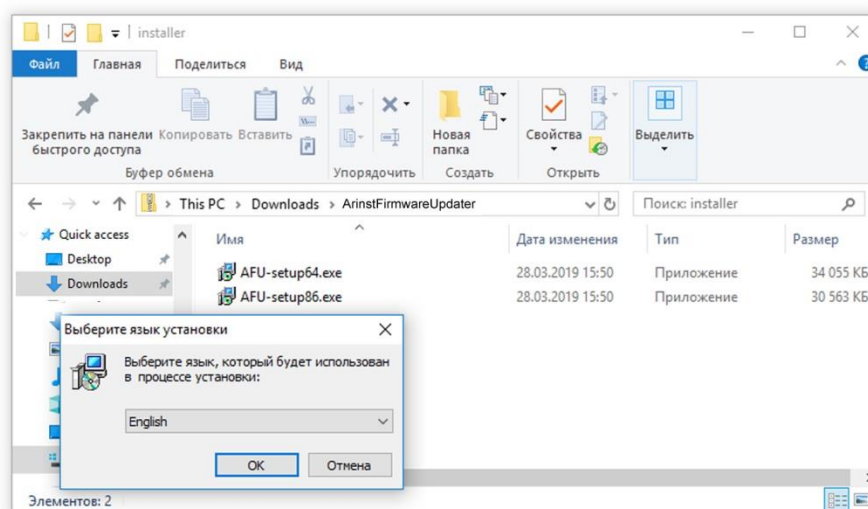 installer
Файл Главная Поделиться Вид
Закрепить на панели быстрого доступа
Копировать
Вставить
Новая папка
Свойства
Выделить
Буфер обмена Упорядочить Создать Открыть
This PC > Downloads > ArinstFirmwareUpdater
Поиск: installer
Quick access
Имя Дата изменения Тип Размер
Desktop
AFU-setup64.exe 28.03.2019 15:50 Приложение 34 055 КБ
Downloads
AFU-setup86.exe 28.03.2019 15:50 Приложение 30 563 КБ
Выберите язык установки
Выберите язык, который будет использован
в процессе установки:
English
OK Отмена
Элементов: 2